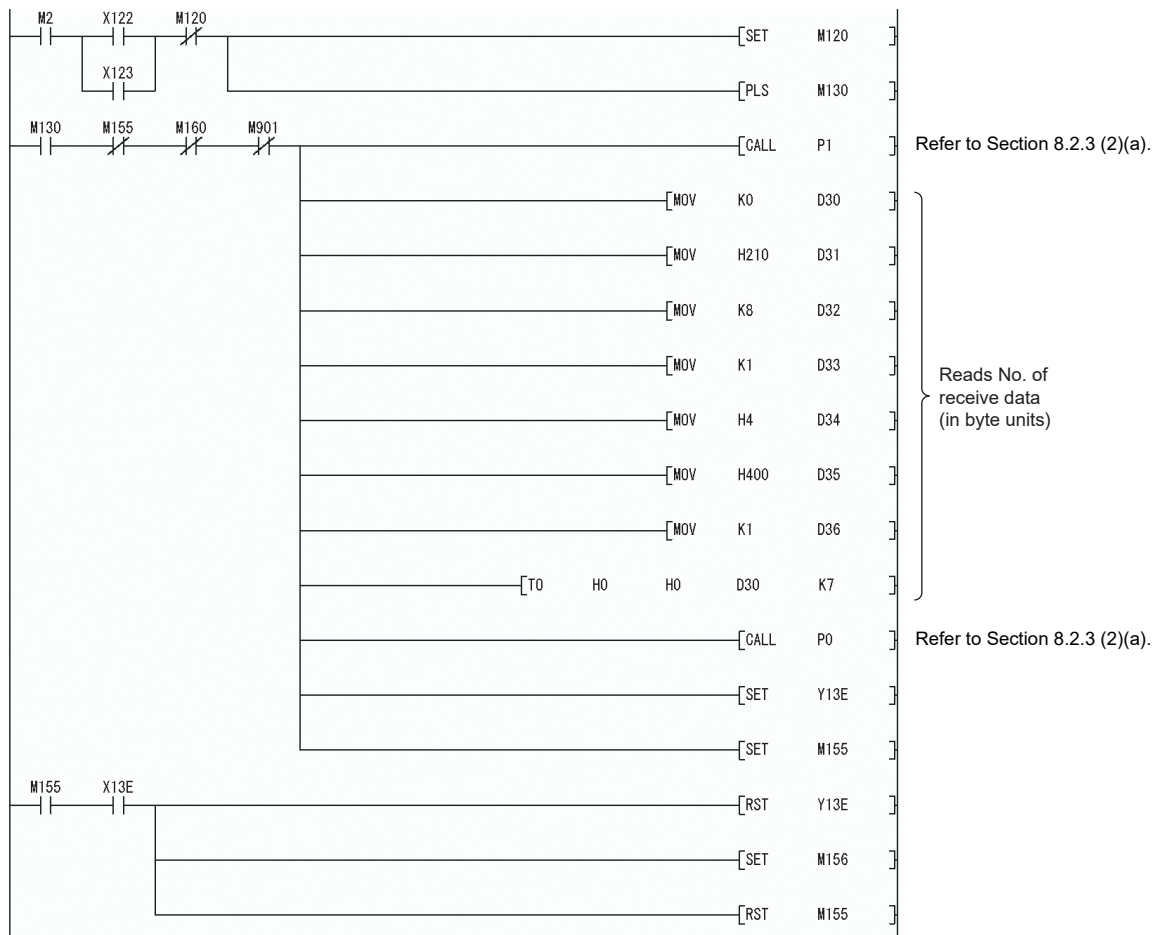 M2 X122 M120
[SET M120 ]
X123
[PLS M130 ]
M130 M155 M160 M901
[CALL P1 ] Refer to Section 8.2.3 (2)(a).
[MOV K0 D30 ]
[MOV H210 D31 ]
[MOV K8 D32 ]
[MOV K1 D33 ]
Reads No. of
receive data
(in byte units)
[MOV H4 D34 ]
[MOV H400 D35 ]
[MOV K1 D36 ]
[TO H0 H0 D30 K7 ]
[CALL P0 ] Refer to Section 8.2.3 (2)(a).
[SET Y13E ]
[SET M155 ]
M155 X13E
[RST Y13E ]
[SET M156 ]
[RST M155 ]